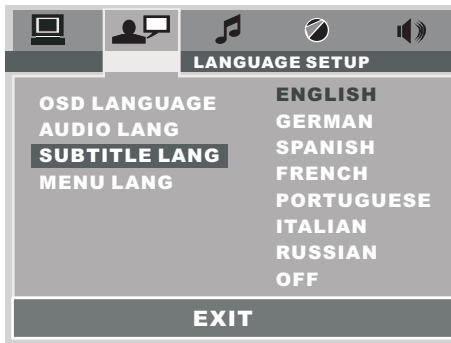 LANGUAGE SETUP
OSD LANGUAGE
AUDIO LANG
SUBTITLE LANG
MENU LANG
ENGLISH
GERMAN
SPANISH
FRENCH
PORTUGUESE
ITALIAN
RUSSIAN
OFF
EXIT